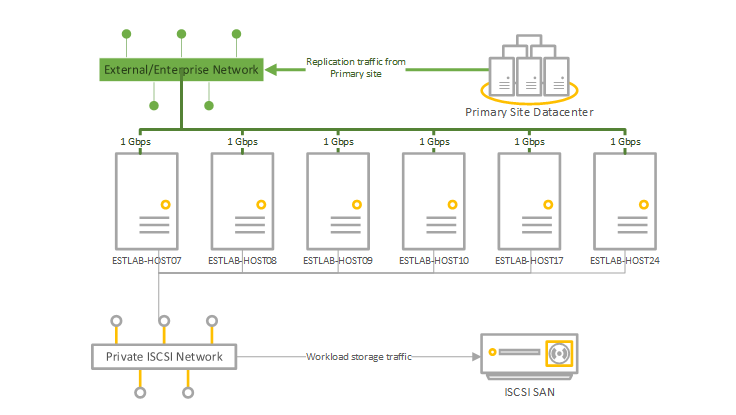 External/Enterprise Network
Replication traffic from
Primary site
Primary Site Datacenter
1 Gbps
1 Gbps
1 Gbps
1 Gbps
1 Gbps
1 Gbps
ESTLAB-HOST07
ESTLAB-HOST08
ESTLAB-HOST09
ESTLAB-HOST10
ESTLAB-HOST17
ESTLAB-HOST24
Private ISCSI Network
Workload storage traffic
ISCSI SAN